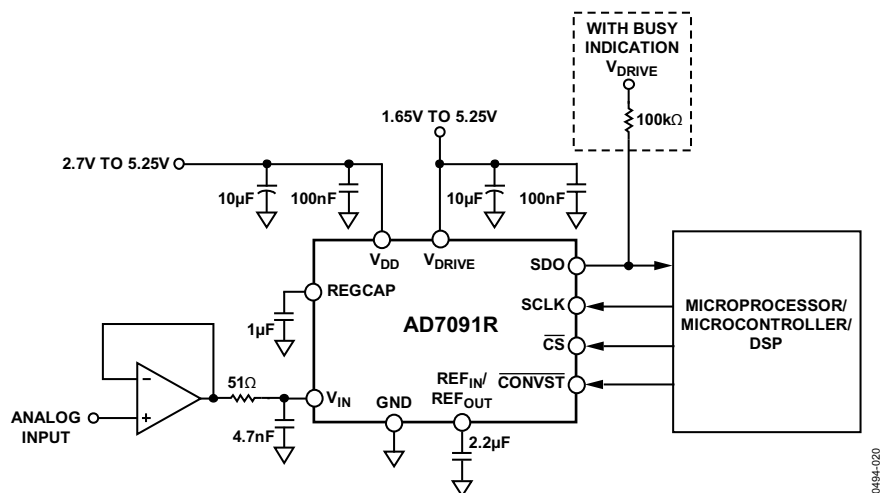 WITH BUSY
INDICATION
VDRIVE
100kΩ
1.65V TO 5.25V
2.7V TO 5.25V
10µF
100nF
10µF
100nF
VDD
VDRIVE
SDO
REGCAP
SCLK
1µF
AD7091R
MICROPROCESSOR/
MICROCONTROLLER/
DSP
CS
CONVST
51Ω
VIN
GND
REFIN/
REFOUT
ANALOG
INPUT
−
+
4.7nF
2.2µF
0494-020